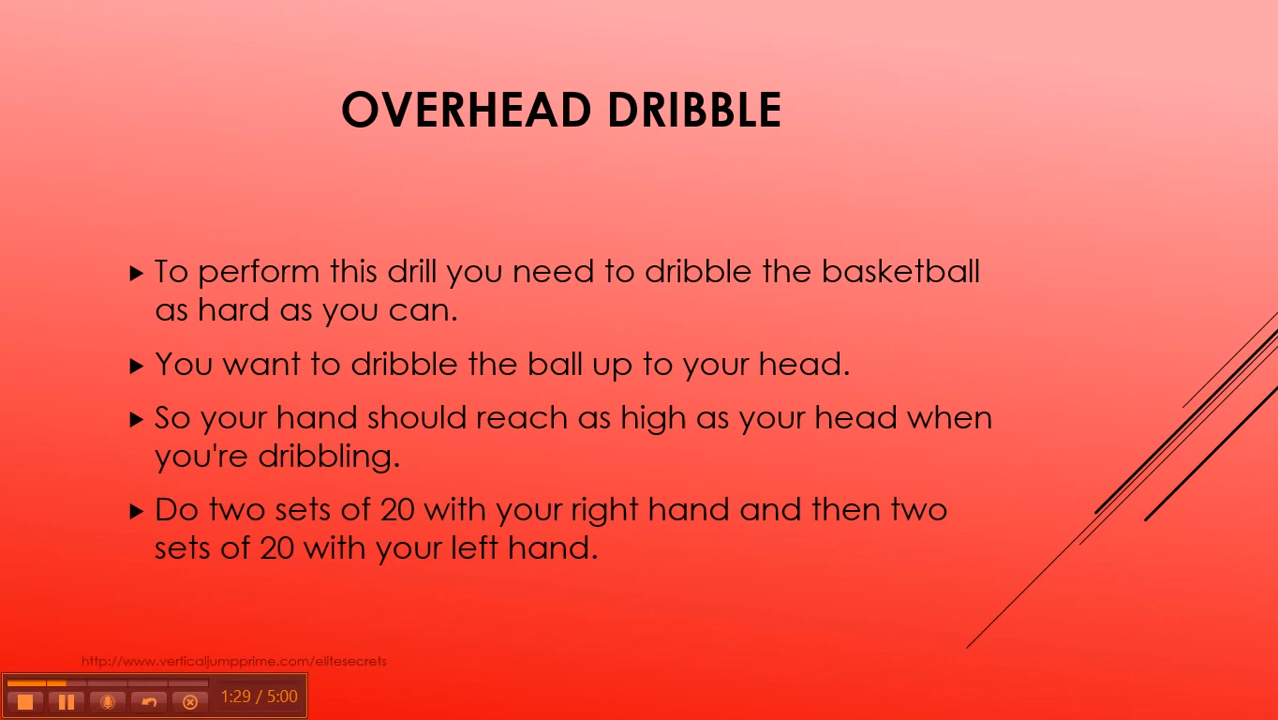 OVERHEAD DRIBBLE
To perform this drill you need to dribble the basketball
as hard as you can.
You want to dribble the ball up to your head.
So your hand should reach as high as your head when
you're dribbling.
Do two sets of 20 with your right hand and then two
sets of 20 with your left hand.
http://www.verticaljumpprime.com/elitesecrets
1:29 / 5:00